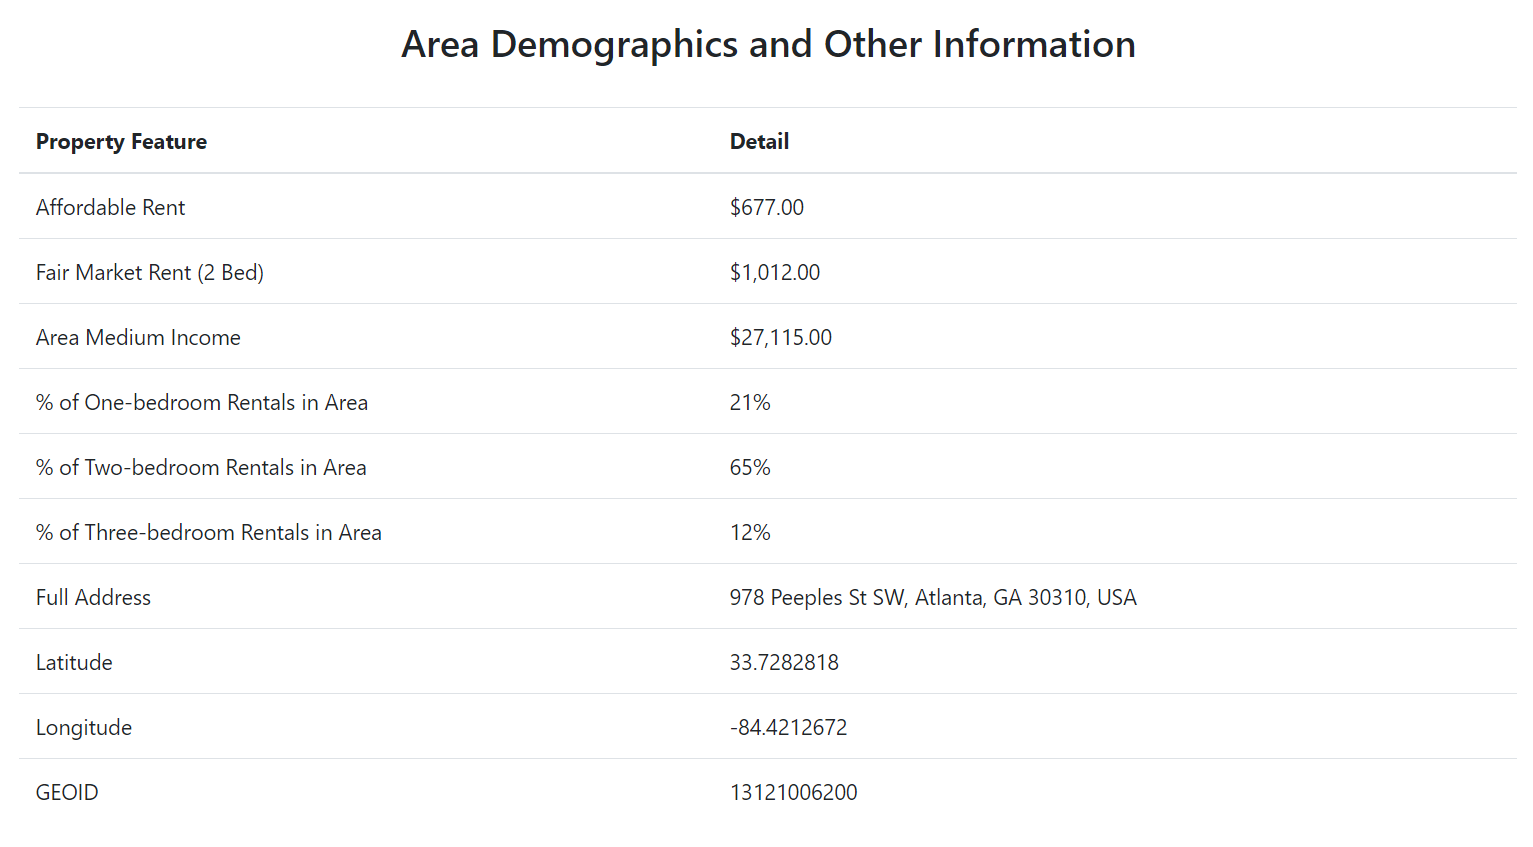 Area Demographics and Other Information
Property Feature Detail
Affordable Rent $677.00
Fair Market Rent (2 Bed) $1,012.00
Area Medium Income $27,115.00
% of One-bedroom Rentals in Area 21%
% of Two-bedroom Rentals in Area 65%
% of Three-bedroom Rentals in Area 12%
Full Address 978 Peeples St SW, Atlanta, GA 30310, USA
Latitude 33.7282818
Longitude -84.4212672
GEOID 13121006200